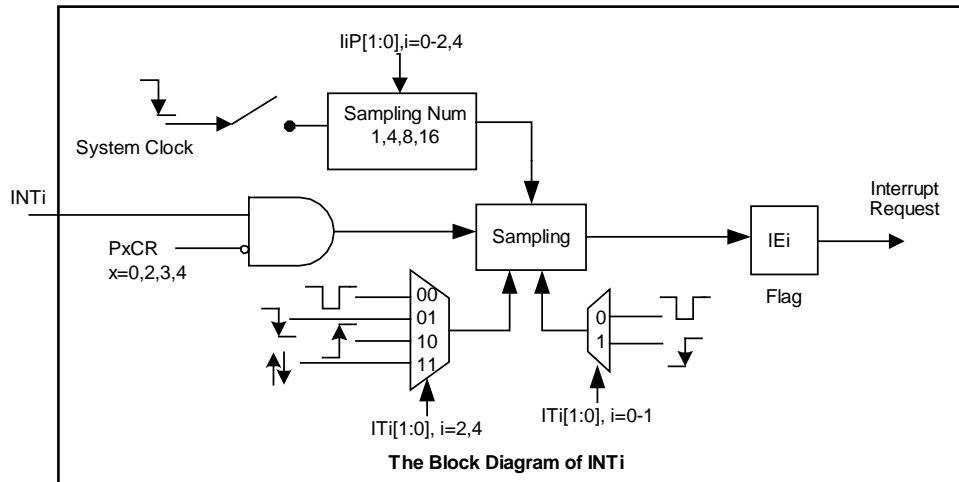 IiP[1:0],i=0-2,4
Sampling Num
1,4,8,16
System Clock
INTi
Interrupt
Request
PxCR
x=0,2,3,4
Sampling
IEi
Flag
00
01
10
11
0
1
ITi[1:0], i=2,4
ITi[1:0], i=0-1
The Block Diagram of INTi